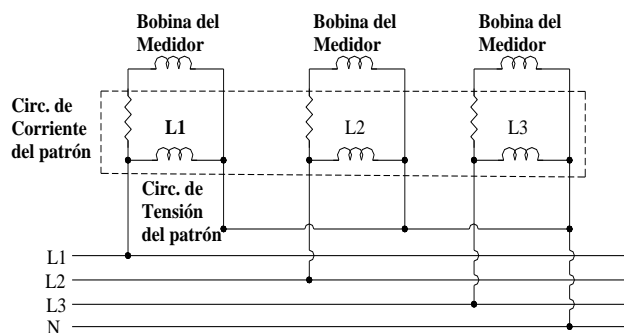 Bobina del
Medidor
Bobina del
Medidor
Bobina del
Medidor
Circ. de
Corriente
del patrón
L1
L2
L3
Circ. de
Tensión
del patrón
L1
L2
L3
N